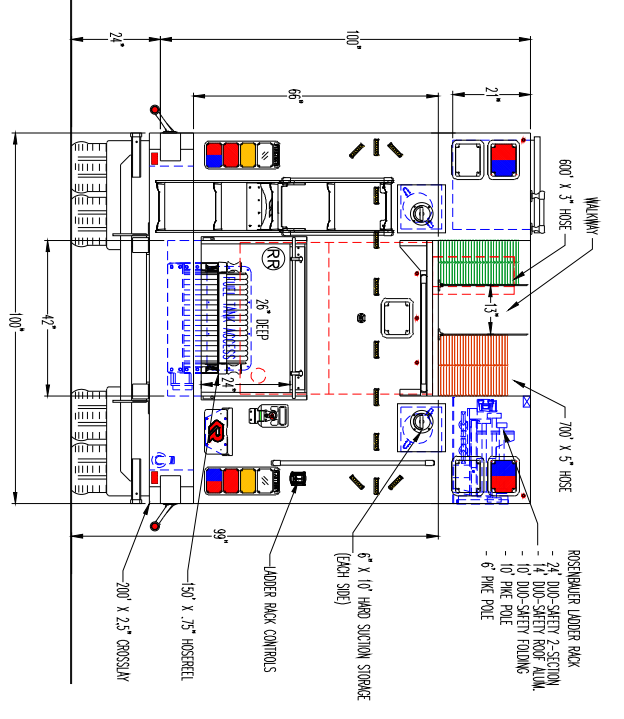 WALKWAY
600' X 3" HOSE
700' X 5" HOSE
ROSENBAUER LADDER RACK
- 24' DUO-SAFETY 2-SECTION
- 14' DUO-SAFETY ROOF ALUM.
- 10' DUO-SAFETY FOLDING
- 10' PIKE POLE
- 6' PIKE POLE
6" X 10' HARD SUCTION STORAGE
(EACH SIDE)
LADDER RACK CONTROLS
150' X .75" HOSEREEL
200' X 2.5" CROSSLAY
21"
100"
24"
66"
13"
RR
26" DEEP
FUEL TANK ACCESS
24"
R
42"
100"
99"